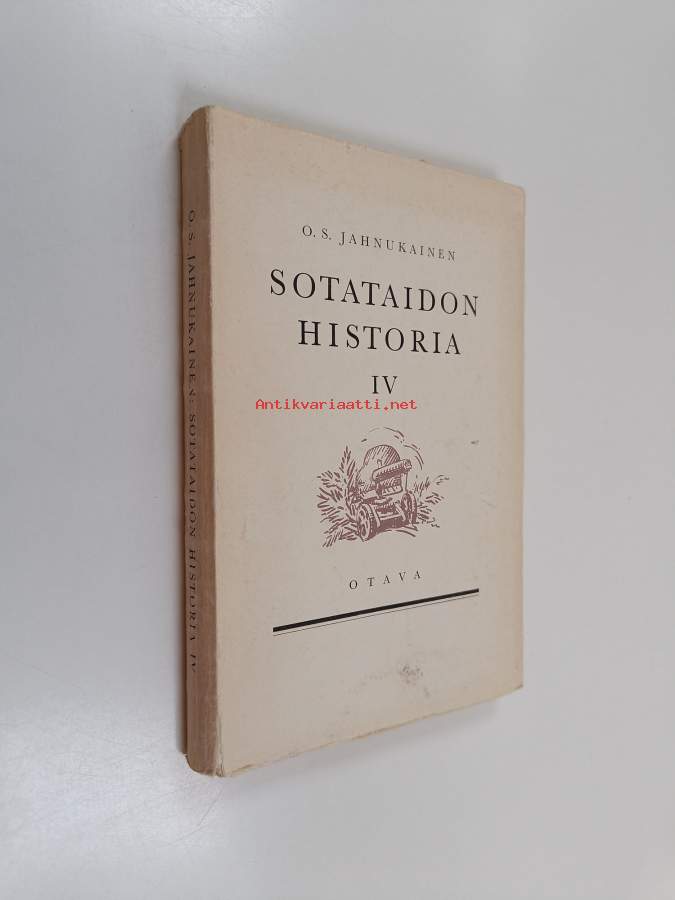 O. S. JAHNUKAINEN: SOTATAIDON HISTORIA IV
O. S. JAHNUKAINEN
SOTATAIDON
HISTORIA
IV
Antikvariaatti.net
OTAVA